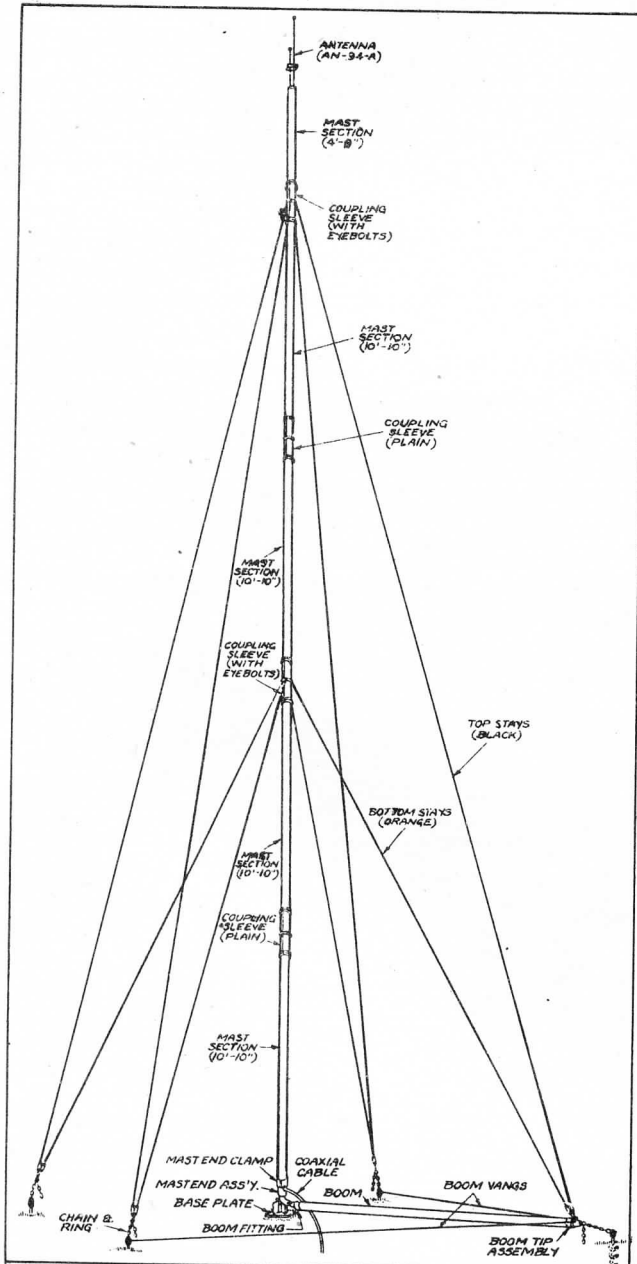 ANTENNA
(AN-94-A)
MAST
SECTION
(4'-8")
COUPLING
SLEEVE
(WITH
EYEBOLTS)
MAST
SECTION
(10'-10")
COUPLING
SLEEVE
(PLAIN)
MAST
SECTION
(10'-10")
COUPLING
SLEEVE
(WITH
EYEBOLTS)
TOP STAYS
(BLACK)
BOTTOM STAYS
(ORANGE)
MAST
SECTION
(10'-10")
COUPLING
SLEEVE
(PLAIN)
MAST
SECTION
(10'-10")
MAST END CLAMP
COAXIAL
CABLE
MAST END ASS'Y.
BOOM
BOOM VANGS
BASE PLATE
CHAIN &
RING
BOOM FITTING
BOOM TIP
ASSEMBLY